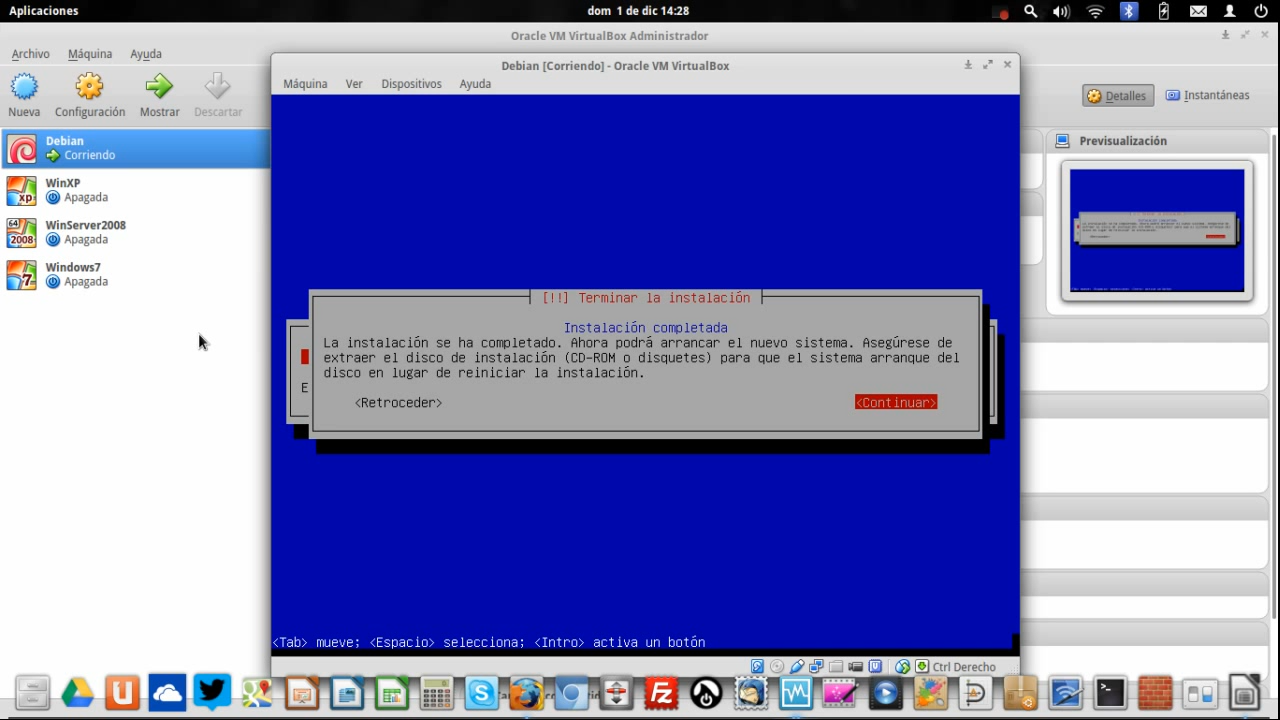 Aplicaciones
dom 1 de dic 14:28
Oracle VM VirtualBox Administrador
Archivo Máquina Ayuda
Nueva Configuración Mostrar Descartar
Detalles Instantáneas
Debian
Corriendo
WinXP
Apagada
WinServer2008
Apagada
Windows7
Apagada
Previsualización
Debian [Corriendo] - Oracle VM VirtualBox
Máquina Ver Dispositivos Ayuda
[!!] Terminar la instalación
Instalación completada
La instalación se ha completado. Ahora podrá arrancar el nuevo sistema. Asegúrese de
extraer el disco de instalación (CD-ROM o disquetes) para que el sistema arranque del
disco en lugar de reiniciar la instalación.
<Retroceder> <Continuar>
<Tab> mueve; <Espacio> selecciona; <Intro> activa un botón
Ctrl Derecho